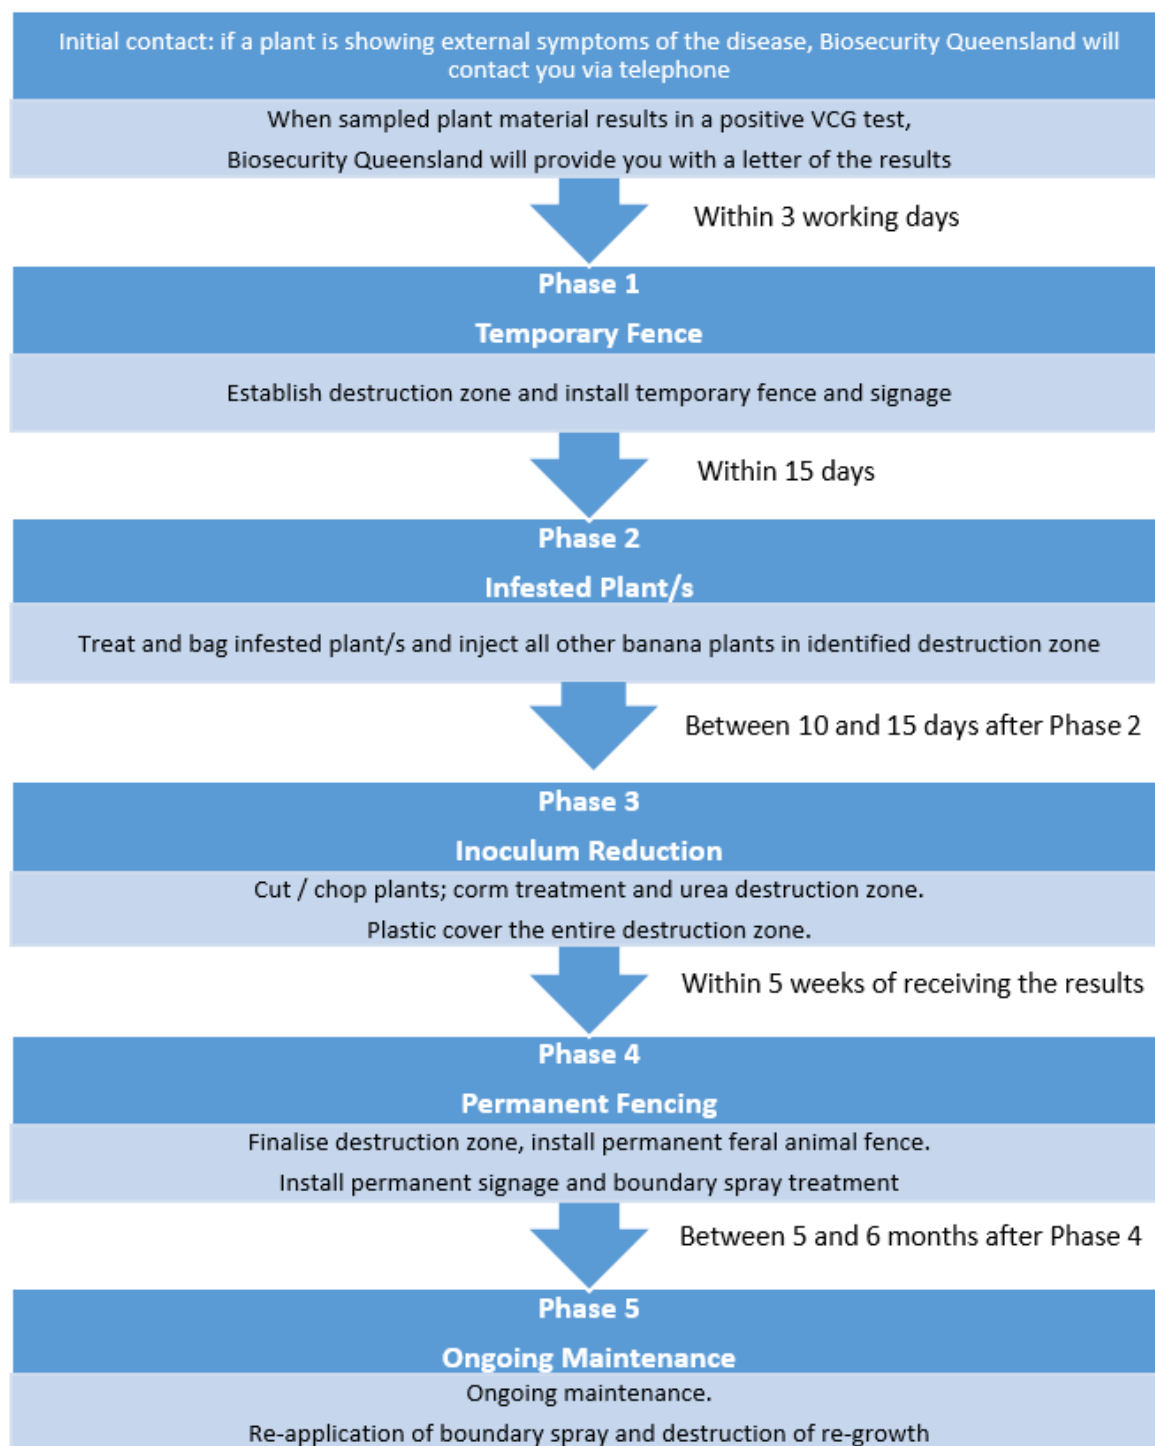 Initial contact: if a plant is showing external symptoms of the disease, Biosecurity Queensland will
contact you via telephone
When sampled plant material results in a positive VCG test,
Biosecurity Queensland will provide you with a letter of the results
Within 3 working days
Phase 1
Temporary Fence
Establish destruction zone and install temporary fence and signage
Within 15 days
Phase 2
Infested Plant/s
Treat and bag infested plant/s and inject all other banana plants in identified destruction zone
Between 10 and 15 days after Phase 2
Phase 3
Inoculum Reduction
Cut / chop plants; corm treatment and urea destruction zone.
Plastic cover the entire destruction zone.
Within 5 weeks of receiving the results
Phase 4
Permanent Fencing
Finalise destruction zone, install permanent feral animal fence.
Install permanent signage and boundary spray treatment
Between 5 and 6 months after Phase 4
Phase 5
Ongoing Maintenance
Ongoing maintenance.
Re-application of boundary spray and destruction of re-growth